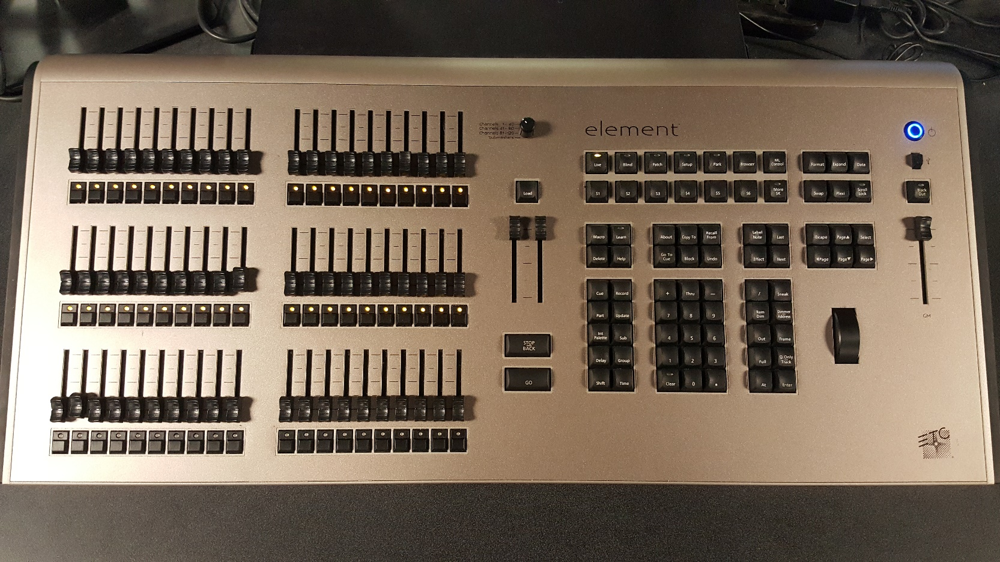 Channels 1-40
Channels 41-80
Channels 81-120
Submasters
element
Live Blind Patch Setup Park Browser ML Control
Format Expand Data
Load
S1 S2 S3 S4 S5 S6 More SK
Swap Flexi Scroll Lock
Black Out
Macro Learn
About Copy To Recall From
Label Note Last
Escape Page▲ Select
Delete Help
Go To Cue Block Undo
Effect Next
◀Page Page▼ Page▶
Cue Record
+ Thru —
/ Sneak
Part Update
7 8 9
Rem Dim Dimmer Address
GM
STOP
BACK
Int Palette Sub
4 5 6
Out Frame
Delay Group
1 2 3
Full Q Only Track
GO
Shift Time
Clear 0 .
At Enter
ETC